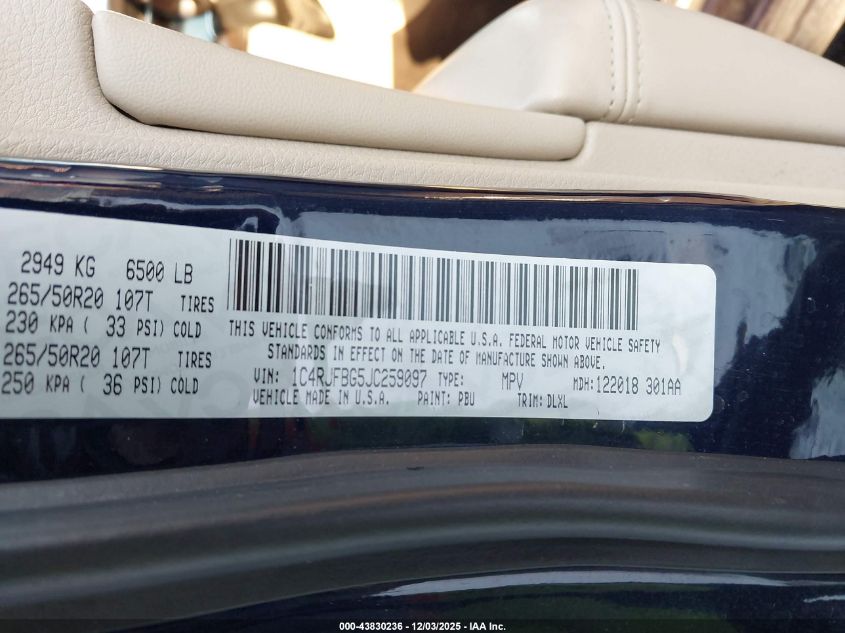 2949 KG 6500 LB
265/50R20 107T TIRES
230 KPA ( 33 PSI) COLD
265/50R20 107T TIRES
250 KPA ( 36 PSI) COLD
THIS VEHICLE CONFORMS TO ALL APPLICABLE U.S.A. FEDERAL MOTOR VEHICLE SAFETY
STANDARDS IN EFFECT ON THE DATE OF MANUFACTURE SHOWN ABOVE.
VIN: 1C4RJFBG5JC259097 TYPE: MPV MDH:122018 301AA
VEHICLE MADE IN U.S.A. PAINT: PBU TRIM: DLXL
000-43830236 - 12/03/2025 - IAA Inc.